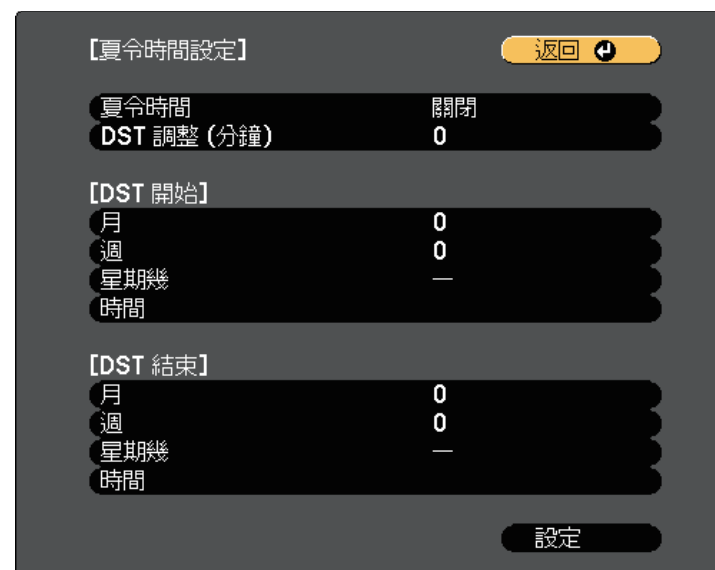 [夏令時間設定]
返回
夏令時間 關閉
DST 調整 (分鐘) 0
[DST 開始]
月 0
週 0
星期幾 —
時間
[DST 結束]
月 0
週 0
星期幾 —
時間
設定